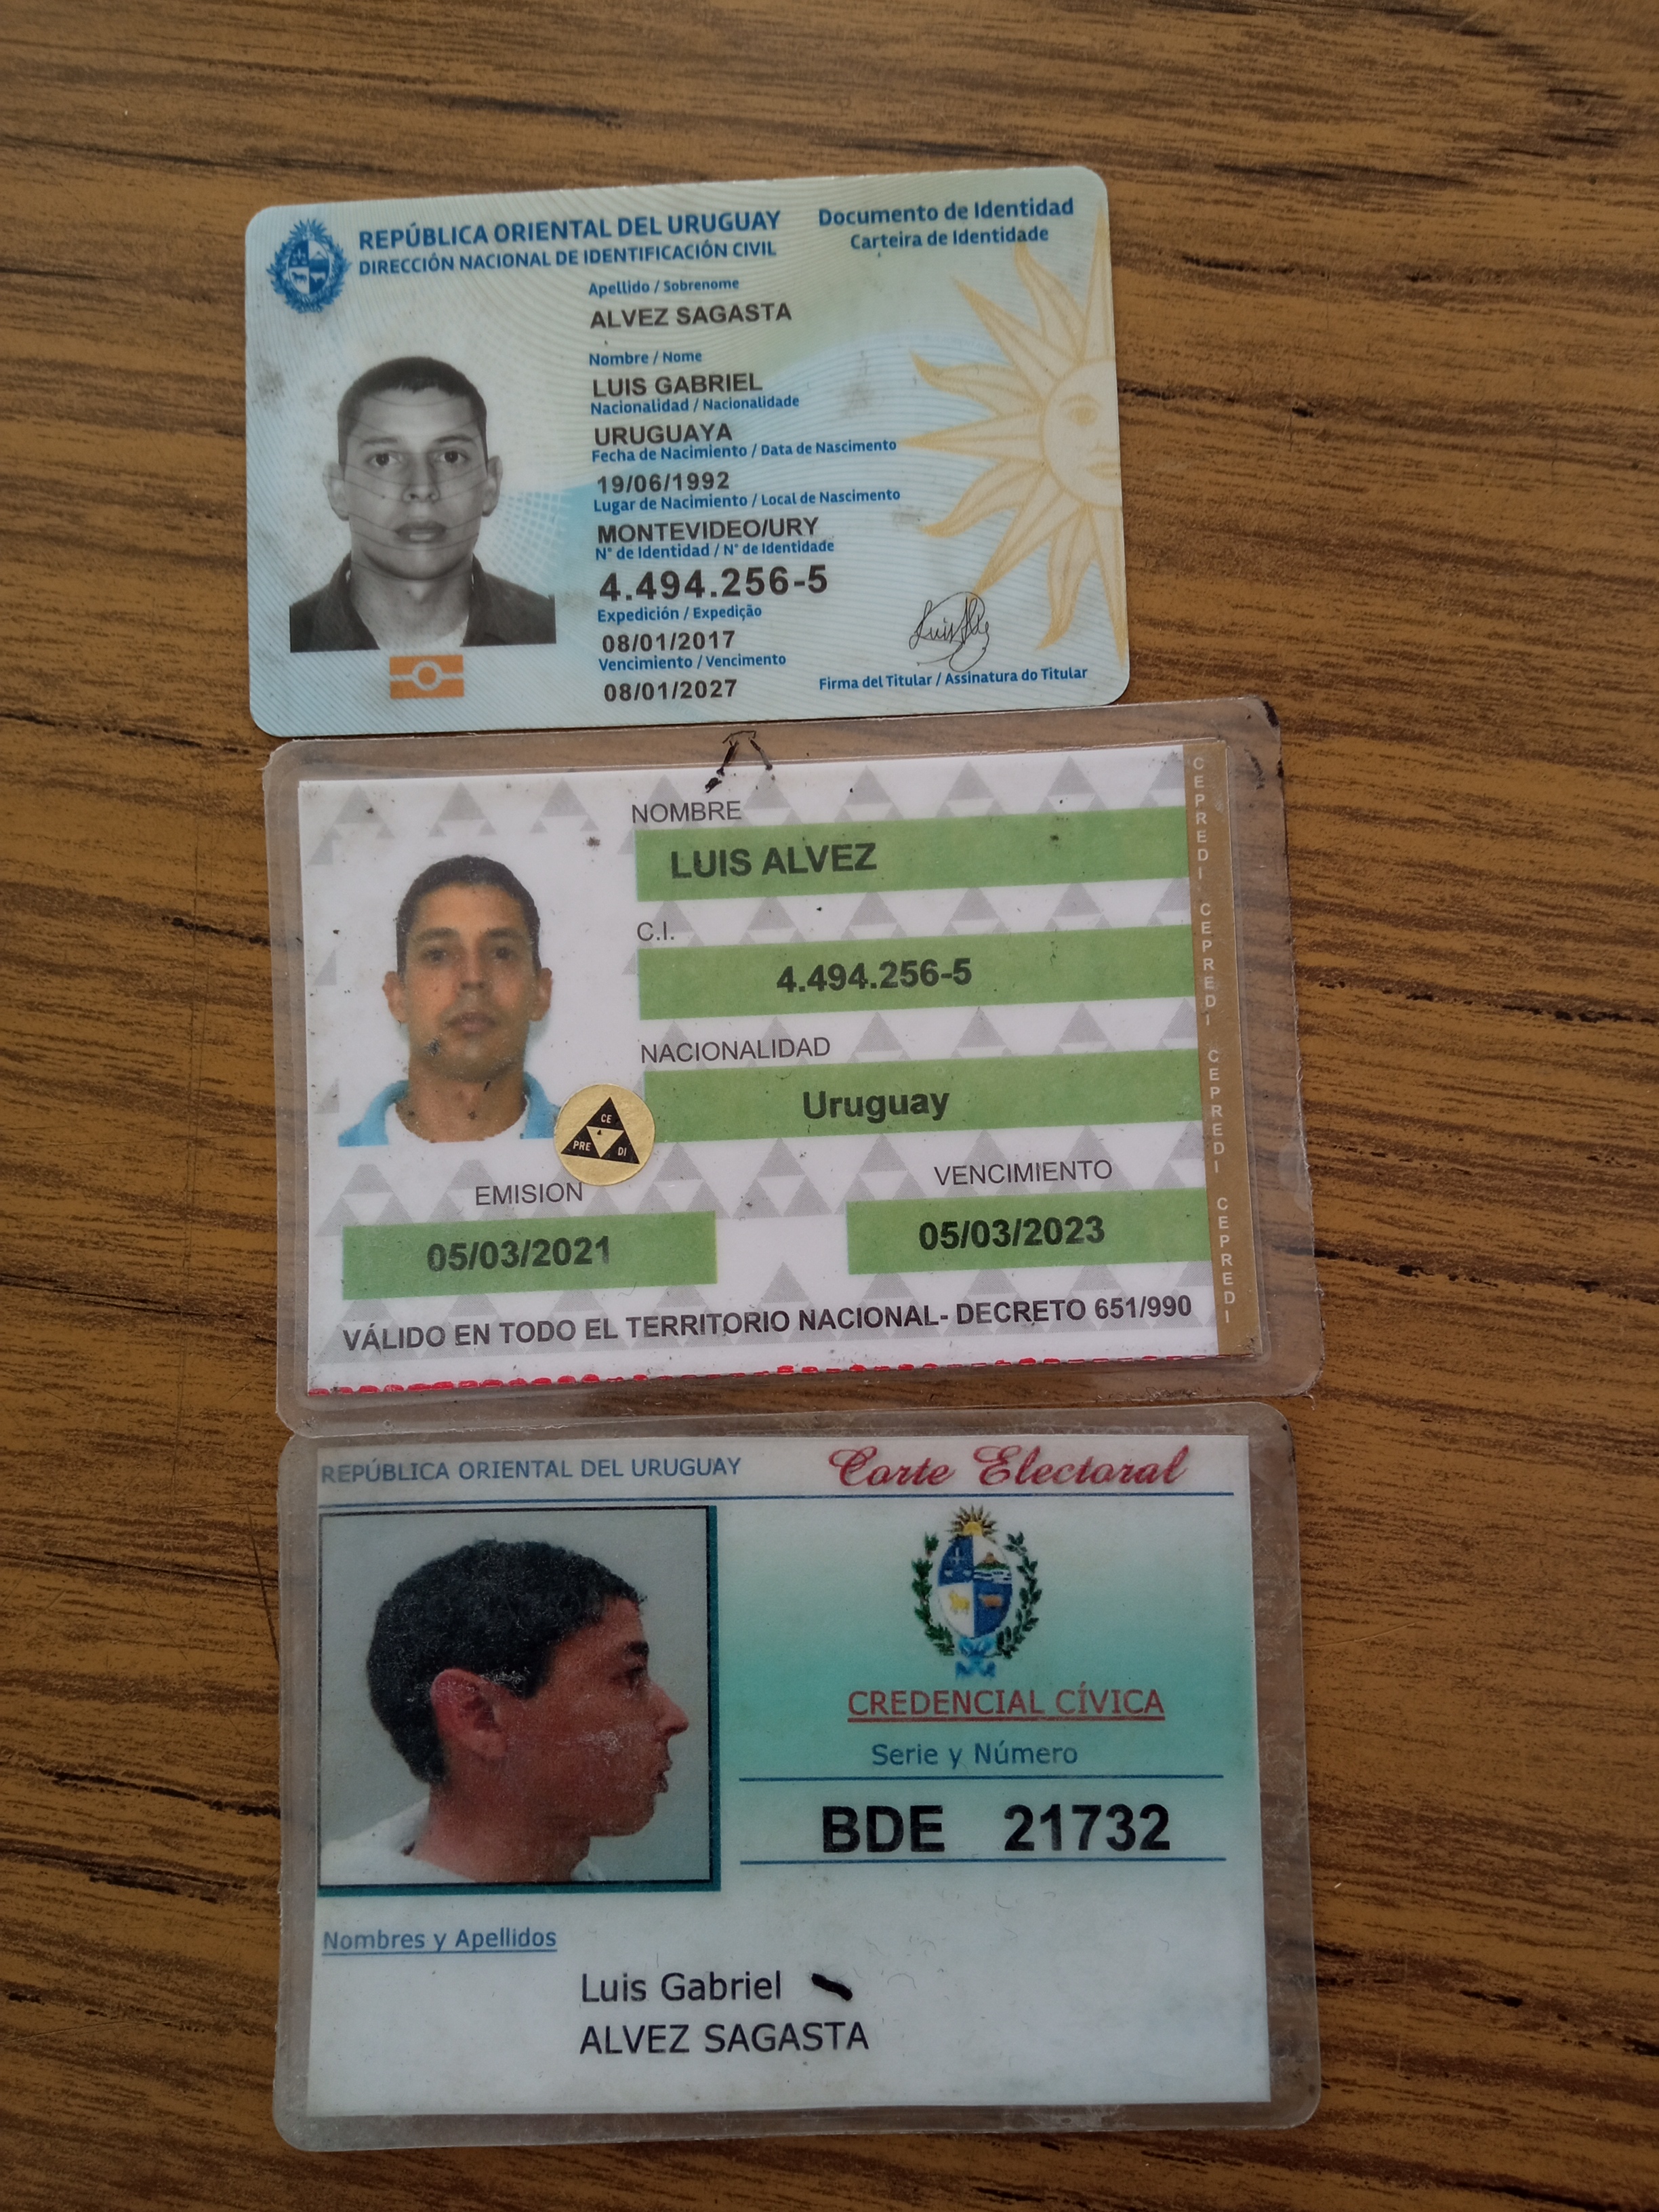 REPÚBLICA ORIENTAL DEL URUGUAY
DIRECCIÓN NACIONAL DE IDENTIFICACIÓN CIVIL
Documento de Identidad
Carteira de Identidade
Apellido / Sobrenome
ALVEZ SAGASTA
Nombre / Nome
LUIS GABRIEL
Nacionalidad / Nacionalidade
URUGUAYA
Fecha de Nacimiento / Data de Nascimento
19/06/1992
Lugar de Nacimiento / Local de Nascimento
MONTEVIDEO/URY
N° de Identidad / N° de Identidade
4.494.256-5
Expedición / Expedição
08/01/2017
Vencimiento / Vencimento
08/01/2027
Firma del Titular / Assinatura do Titular
NOMBRE
LUIS ALVEZ
C.I.
4.494.256-5
NACIONALIDAD
Uruguay
CE
PRE DI
EMISION
05/03/2021
VENCIMIENTO
05/03/2023
VÁLIDO EN TODO EL TERRITORIO NACIONAL- DECRETO 651/990
CEPREDI CEPREDI CEPREDI CEPREDI
REPÚBLICA ORIENTAL DEL URUGUAY
Corte Electoral
CREDENCIAL CÍVICA
Serie y Número
BDE 21732
Nombres y Apellidos
Luis Gabriel
ALVEZ SAGASTA